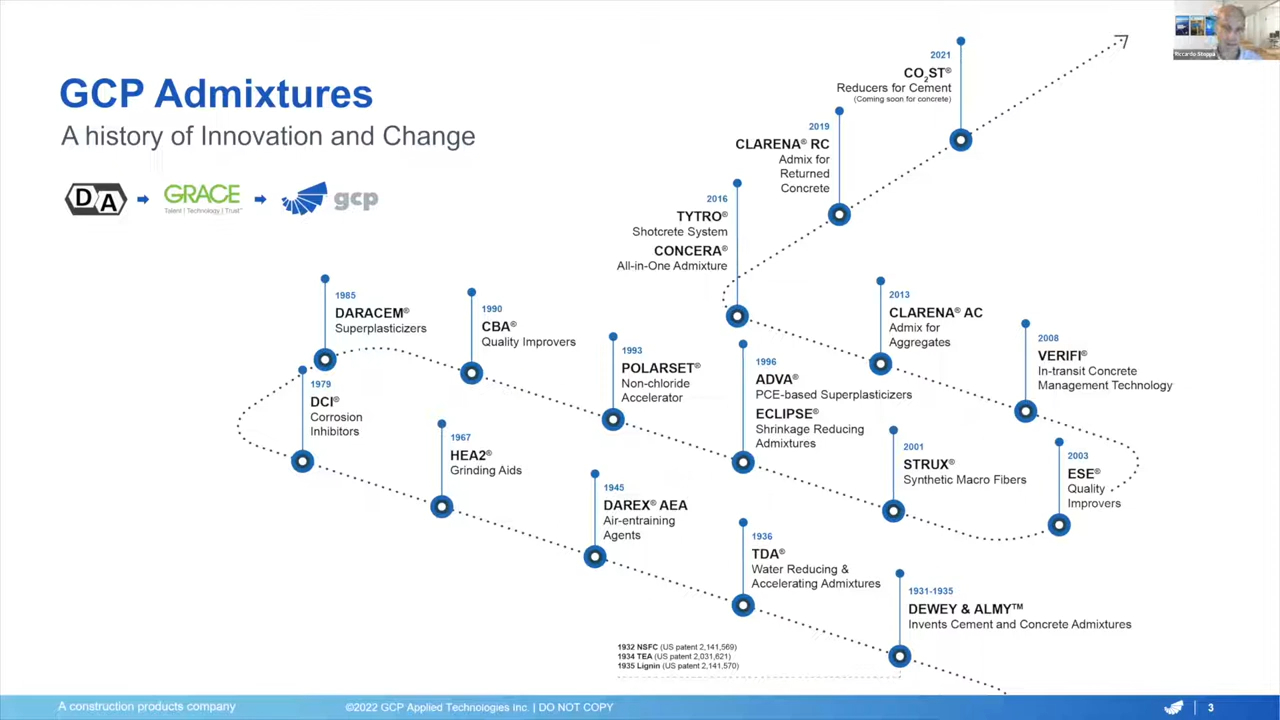 GCP Admixtures
A history of Innovation and Change
DA
GRACE
Talent | Technology | Trust™
gcp
2021
CO2ST®
Reducers for Cement
(Coming soon for concrete)
2019
CLARENA® RC
Admix for
Returned
Concrete
2016
TYTRO®
Shotcrete System
CONCERA®
All-in-One Admixture
2013
CLARENA® AC
Admix for
Aggregates
2008
VERIFI®
In-transit Concrete
Management Technology
1985
DARACEM®
Superplasticizers
1990
CBA®
Quality Improvers
1993
POLARSET®
Non-chloride
Accelerator
1996
ADVA®
PCE-based Superplasticizers
ECLIPSE®
Shrinkage Reducing
Admixtures
2001
STRUX®
Synthetic Macro Fibers
2003
ESE®
Quality
Improvers
1979
DCI®
Corrosion
Inhibitors
1967
HEA2®
Grinding Aids
1945
DAREX® AEA
Air-entraining
Agents
1936
TDA®
Water Reducing &
Accelerating Admixtures
1931-1935
DEWEY & ALMY™
Invents Cement and Concrete Admixtures
1932 NSFC (US patent 2,141,569)
1934 TEA (US patent 2,031,621)
1935 Lignin (US patent 2,141,570)
A construction products company
©2022 GCP Applied Technologies Inc. | DO NOT COPY
3
Riccardo Stoppa